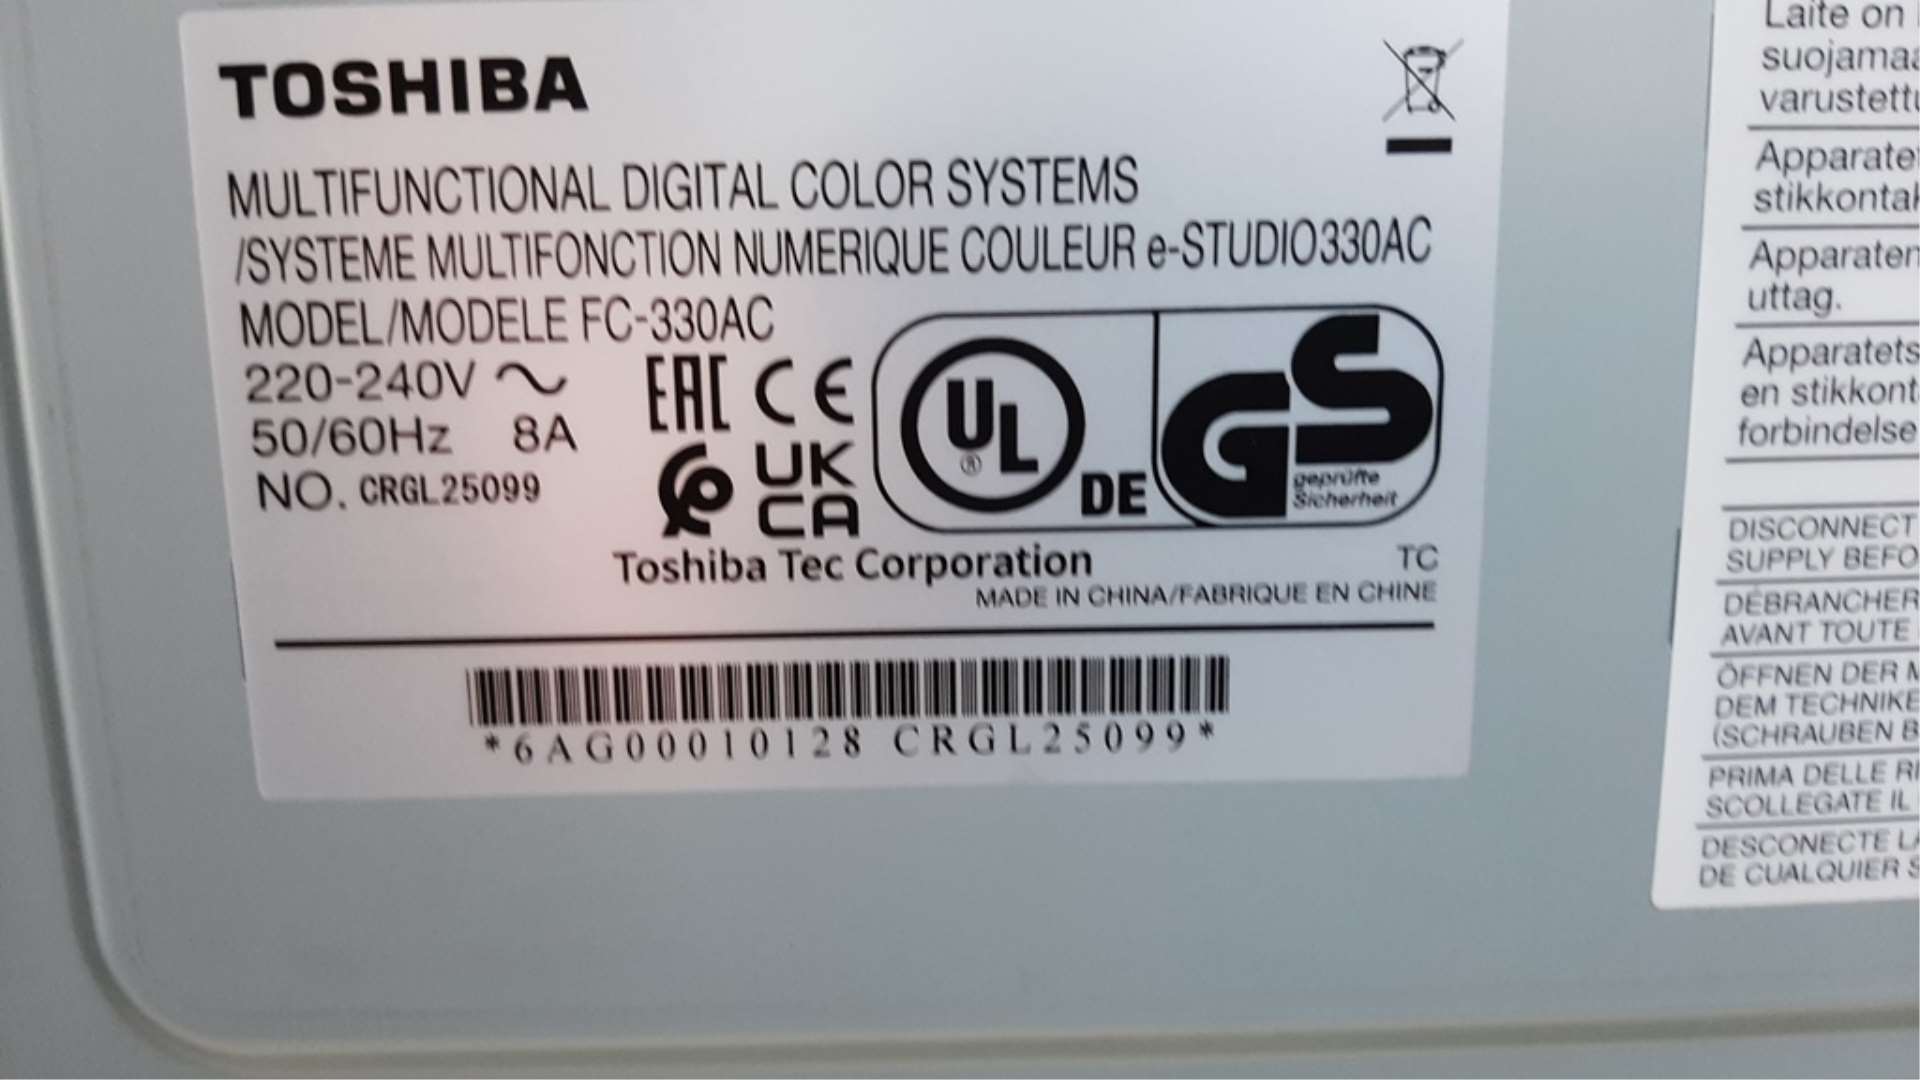 TOSHIBA
MULTIFUNCTIONAL DIGITAL COLOR SYSTEMS
/SYSTEME MULTIFONCTION NUMERIQUE COULEUR e-STUDIO330AC
MODEL/MODELE FC-330AC
220-240V ～
50/60Hz 8A
NO. CRGL25099
EAC CE
UK
CA
UL
®
DE
GS
geprüfte
Sicherheit
Toshiba Tec Corporation
TC
MADE IN CHINA/FABRIQUE EN CHINE
*6AG00010128 CRGL25099*
Laite on
suojamaa
varustettu
Apparatet
stikkontak
Apparaten
uttag.
Apparatets
en stikkont
forbindelse
DISCONNECT
SUPPLY BEFO
DÉBRANCHER
AVANT TOUTE
ÖFFNEN DER M
DEM TECHNIKE
(SCHRAUBEN B
PRIMA DELLE RI
SCOLLEGATE IL
DESCONECTE LA
DE CUALQUIER S